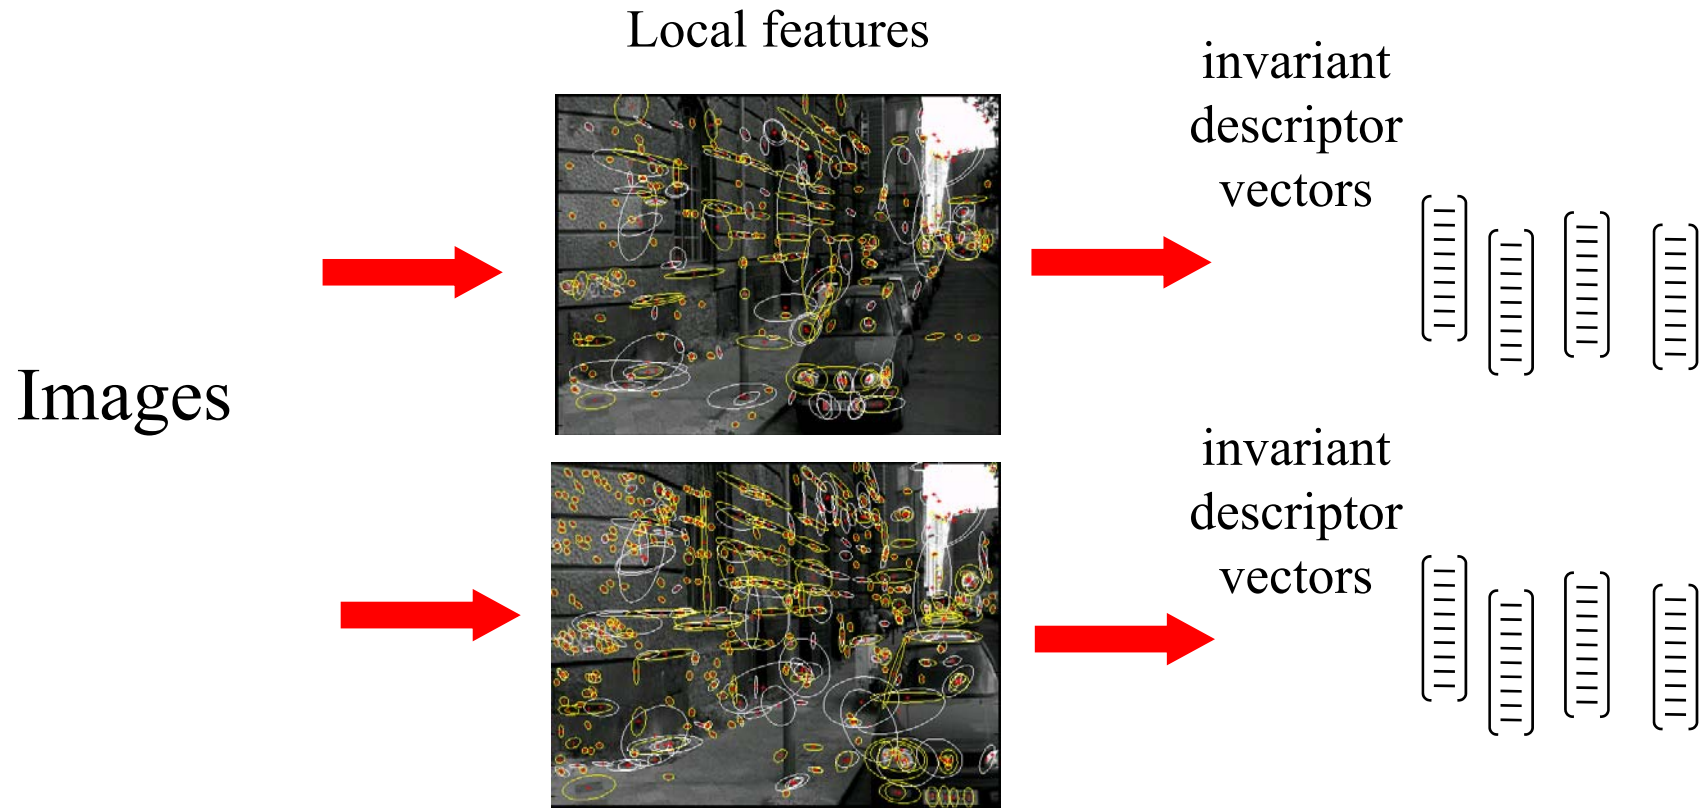 Local features
invariant
descriptor
vectors
Images
invariant
descriptor
vectors